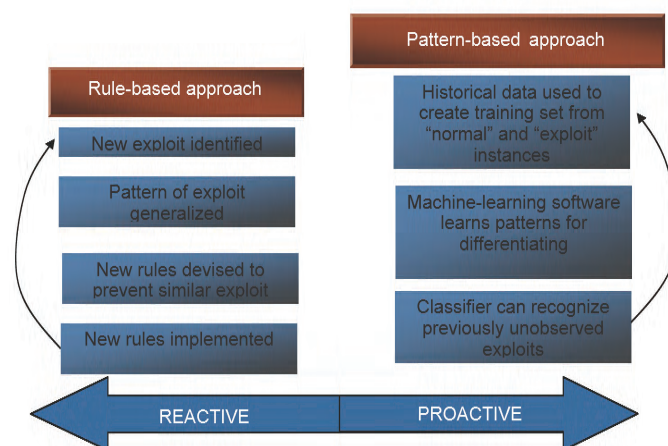 Rule-based approach
New exploit identified
Pattern of exploit
generalized
New rules devised to
prevent similar exploit
New rules implemented
Pattern-based approach
Historical data used to
create training set from
“normal” and “exploit”
instances
Machine-learning software
learns patterns for
differentiating
Classifier can recognize
previously unobserved
exploits
REACTIVE
PROACTIVE